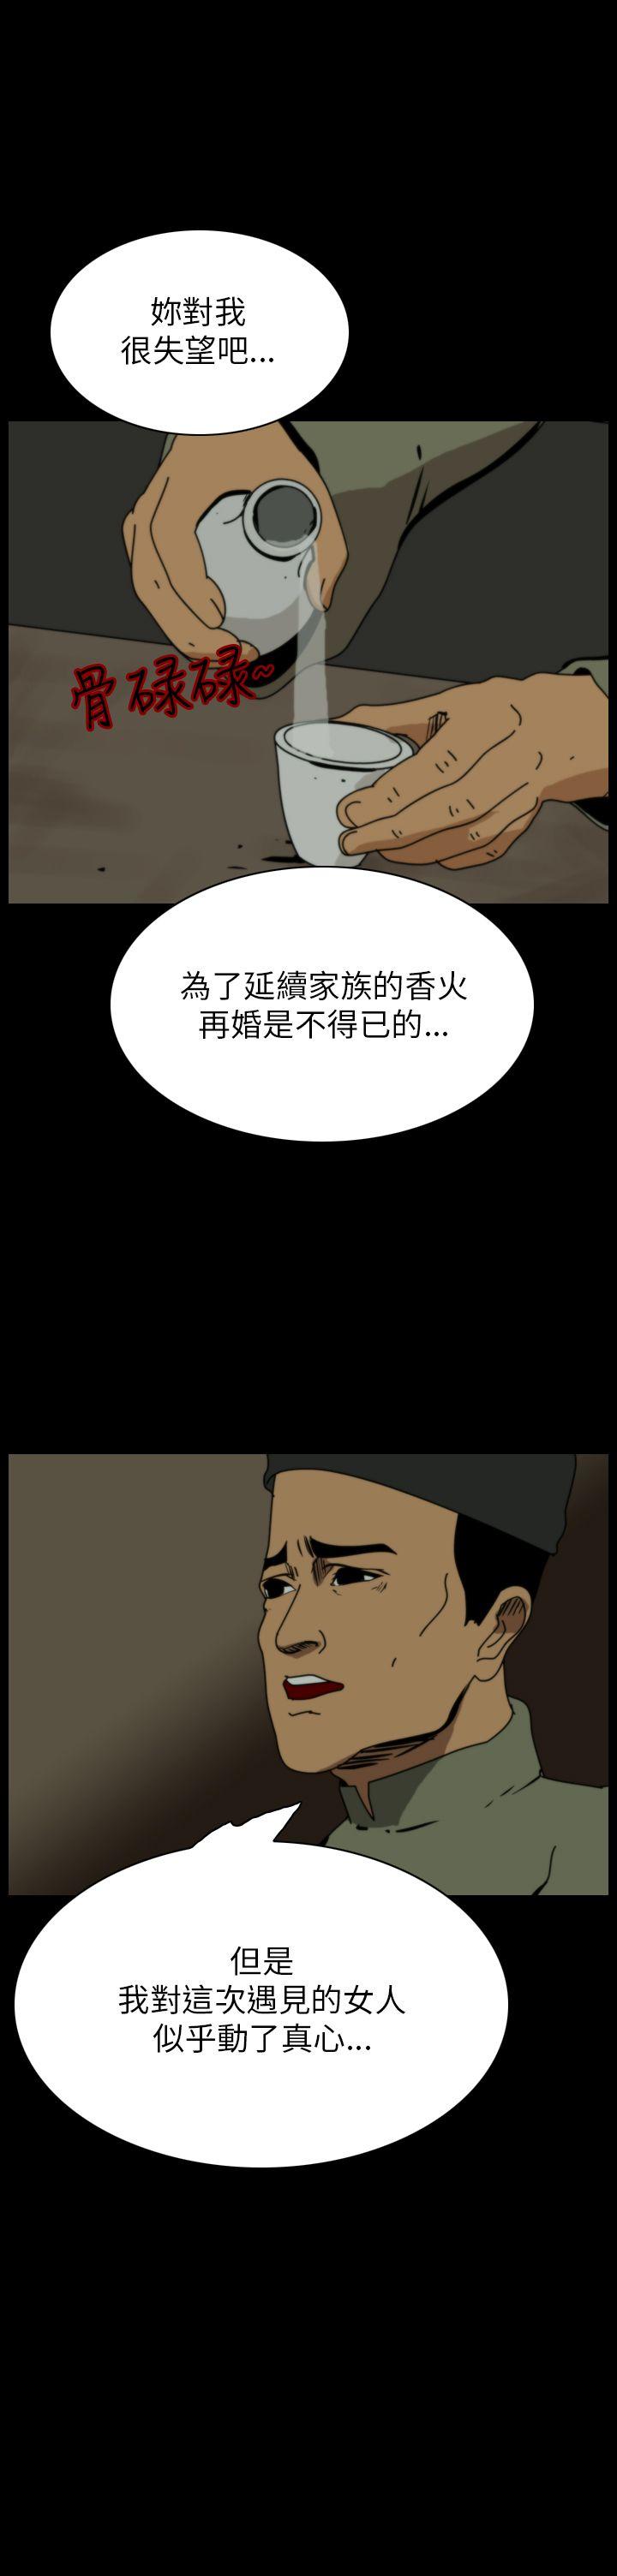 妳對我
很失望吧...
骨碌碌~
為了延續家族的香火
再婚是不得已的...
但是
我對這次遇見的女人
似乎動了真心...